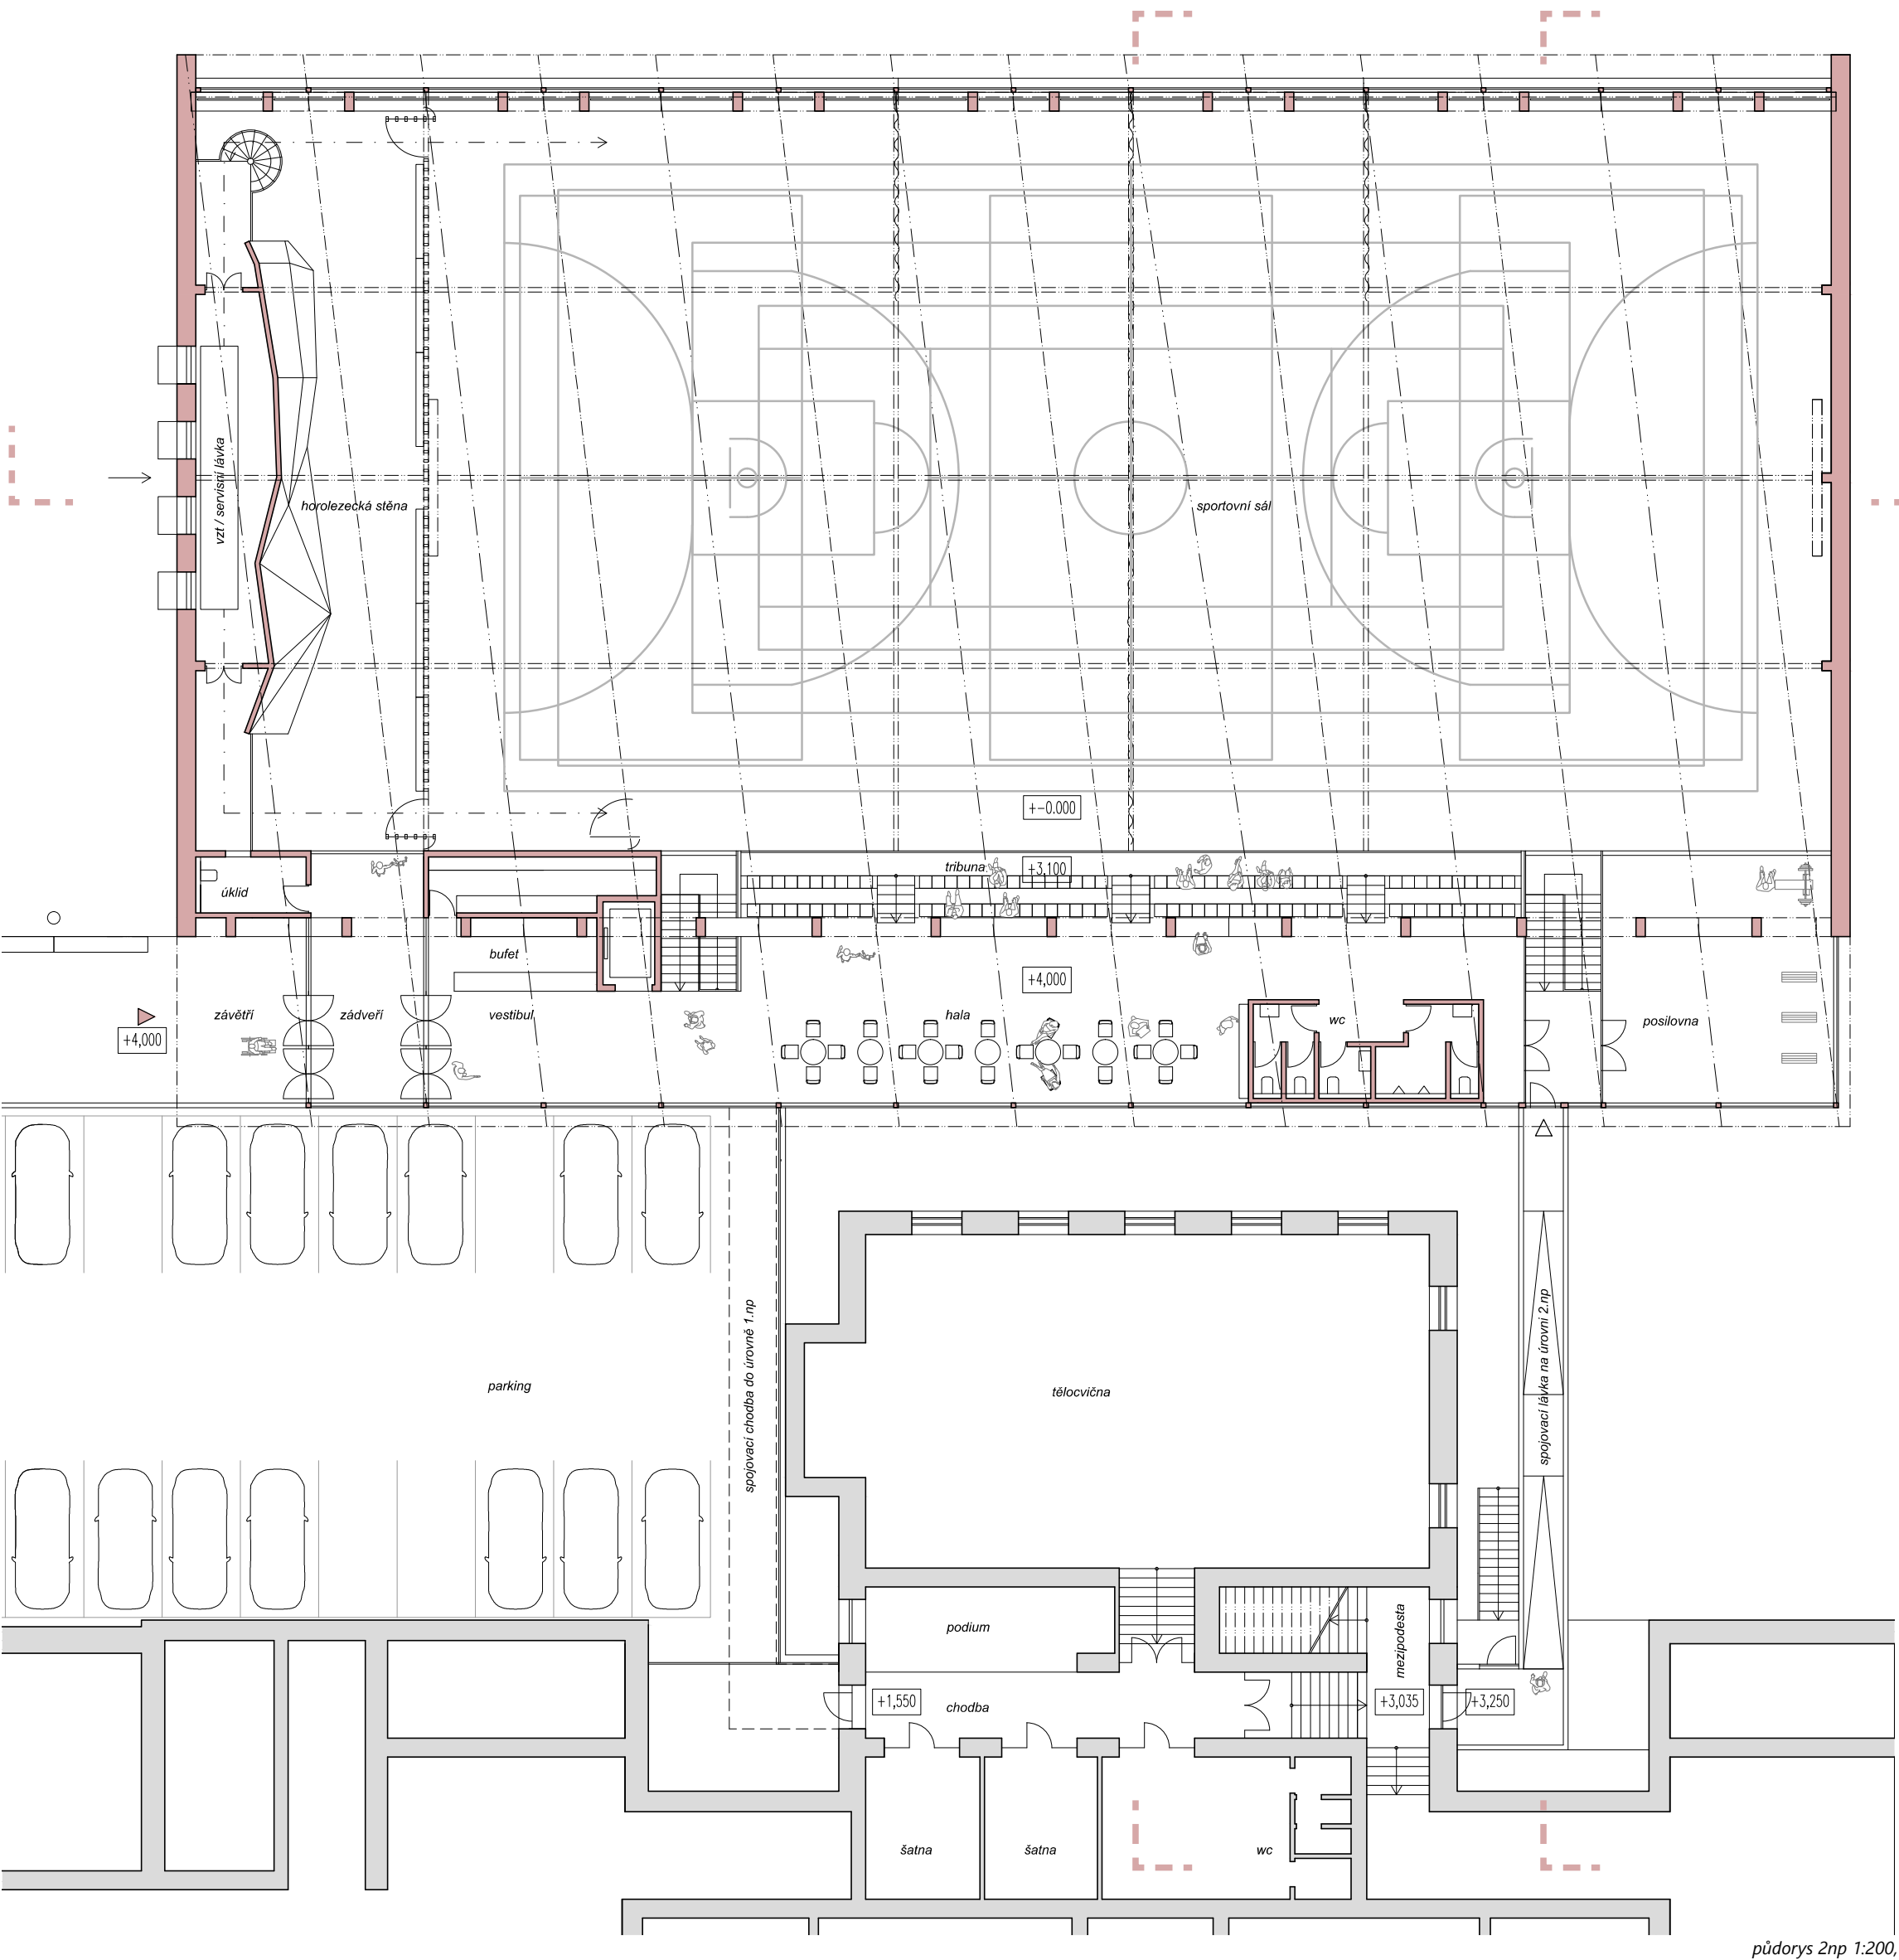 vzt / servisní lávka
horolezecká stěna
sportovní sál
+-0.000
tribuna
+3,100
úklid
bufet
+4,000
závětří
zádveří
vestibul
hala
wc
posilovna
+4,000
spojovací chodba do úrovně 1.np
spojovací lávka na úrovni 2.np
parking
tělocvična
podium
mezipodesta
+1,550
chodba
+3,035
+3,250
šatna
šatna
wc
půdorys 2np 1:200,